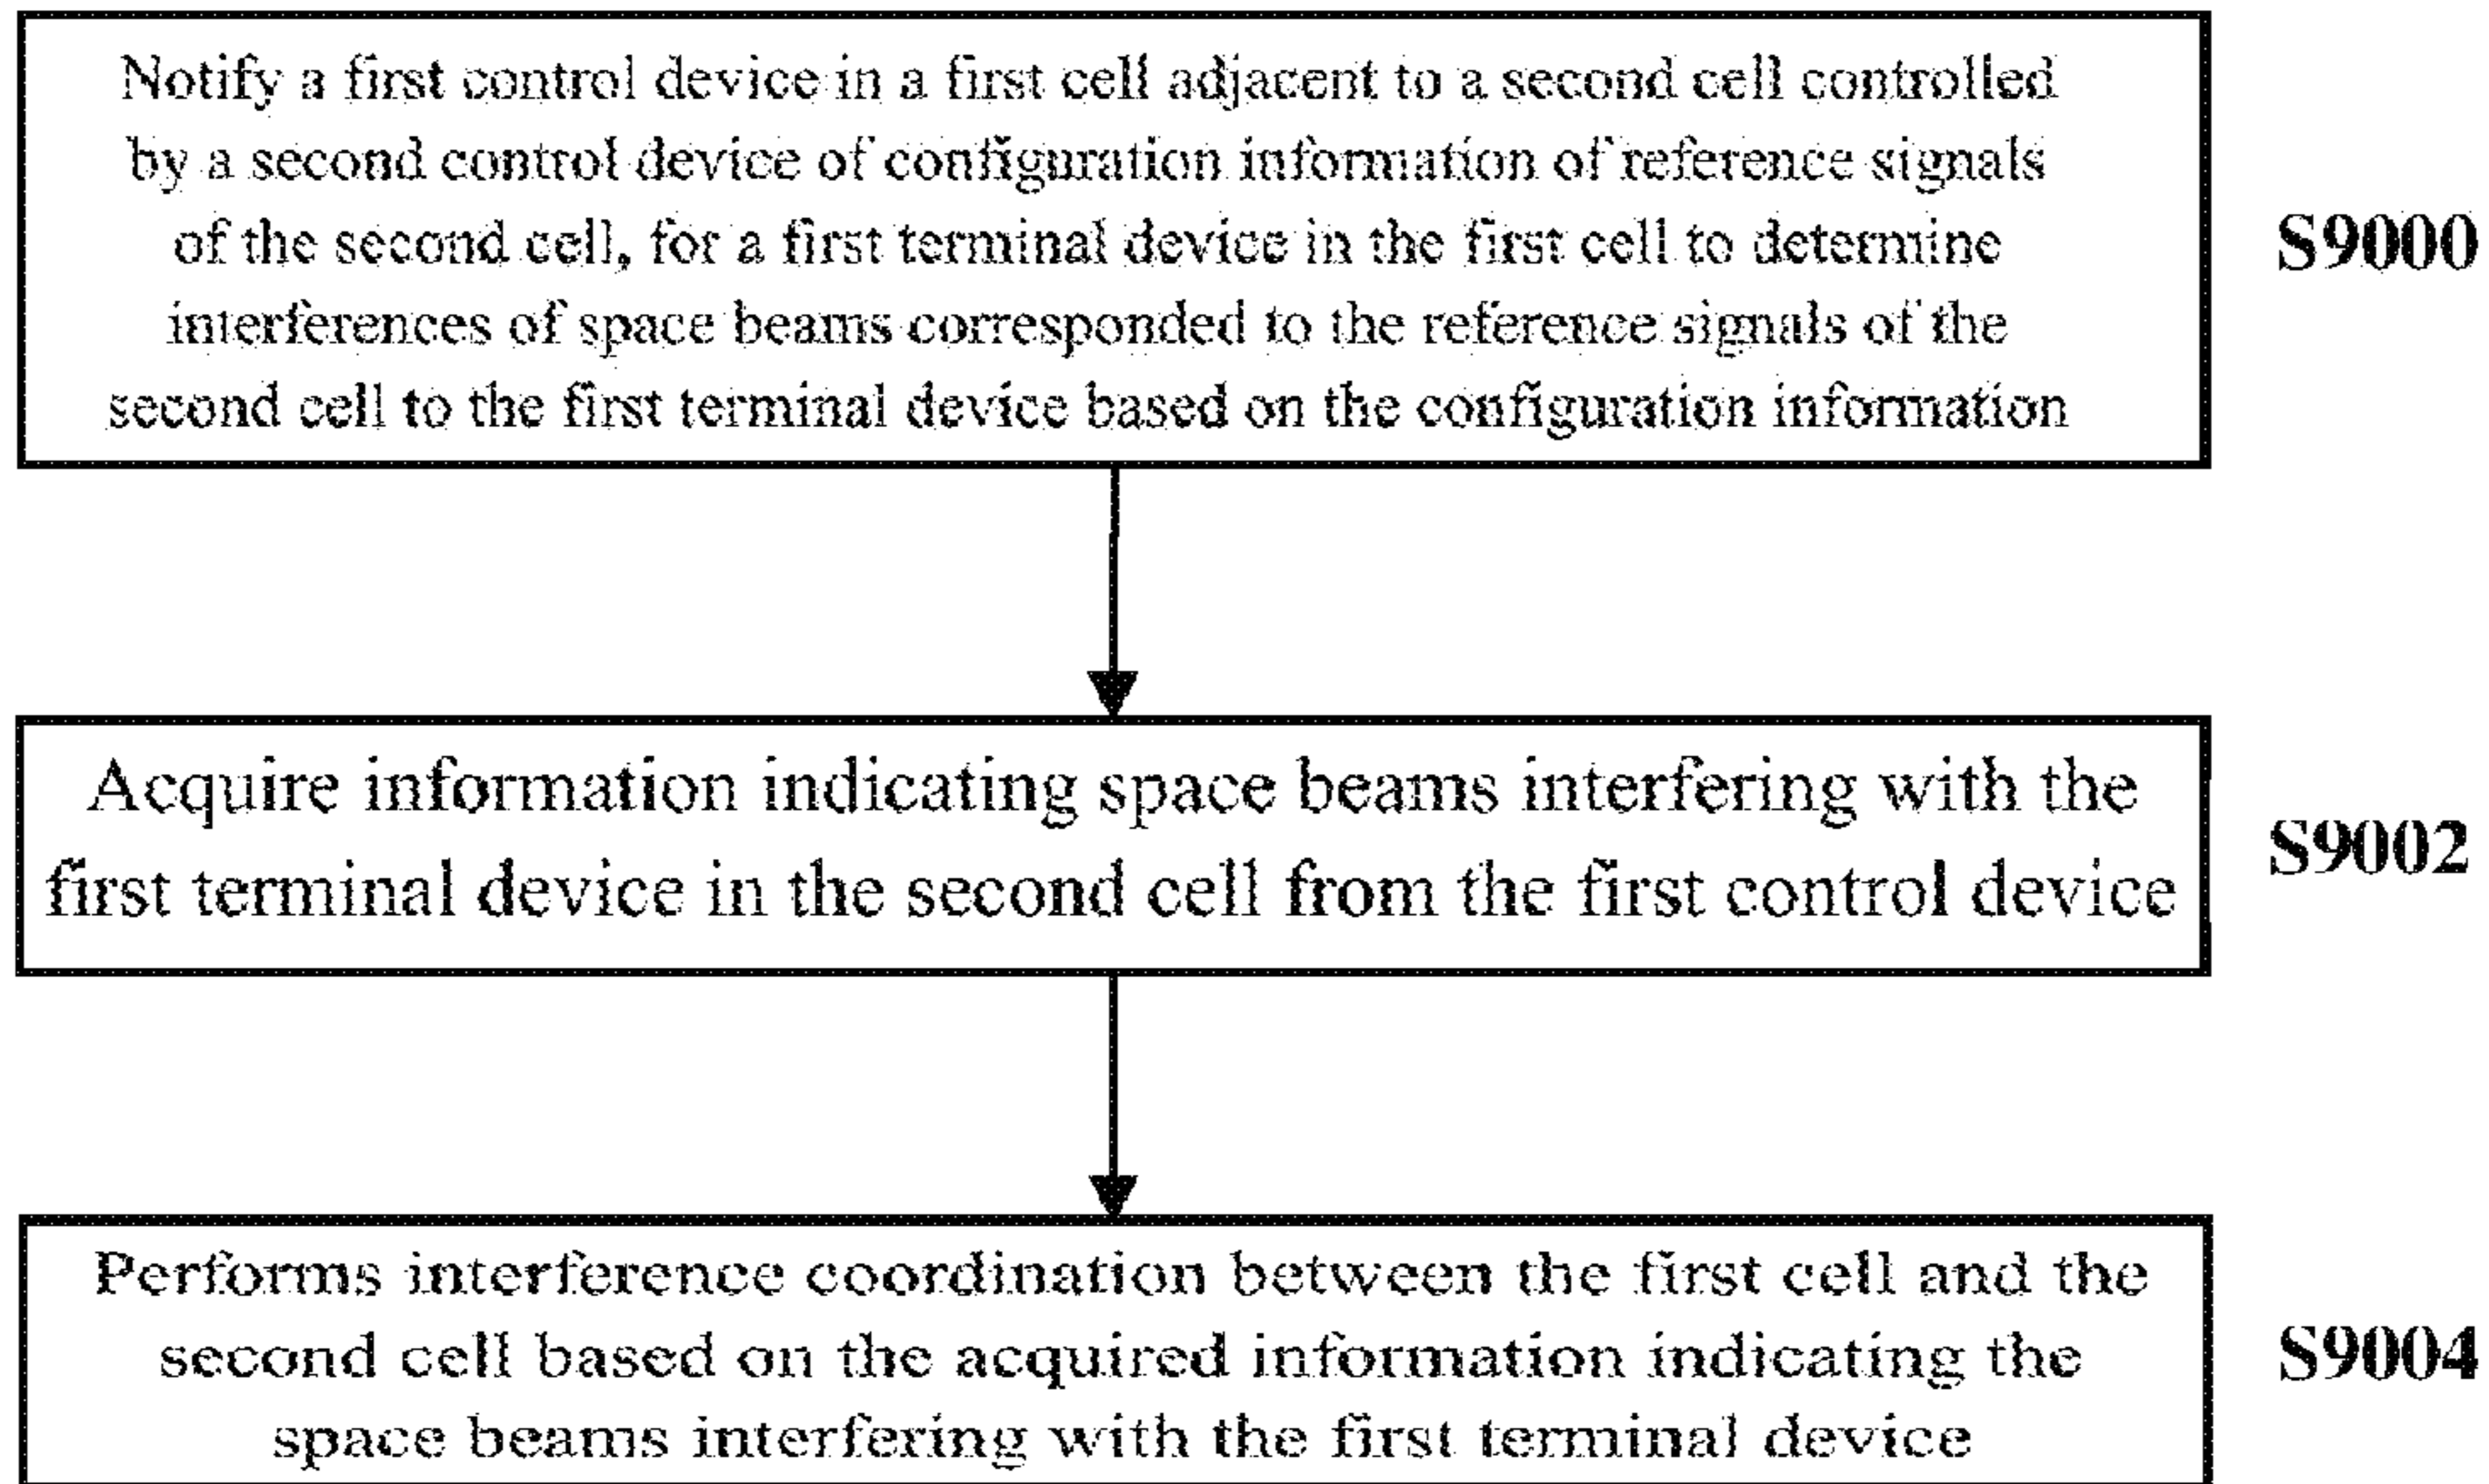 Notify a first control device in a first cell adjacent to a second cell controlled
by a second control device of configuration information of reference signals
of the second cell, for a first terminal device in the first cell to determine
interferences of space beams corresponded to the reference signals of the
second cell to the first terminal device based on the configuration information
S9000
Acquire information indicating space beams interfering with the
first terminal device in the second cell from the first control device
S9002
Performs interference coordination between the first cell and the
second cell based on the acquired information indicating the
space beams interfering with the first terminal device
S9004